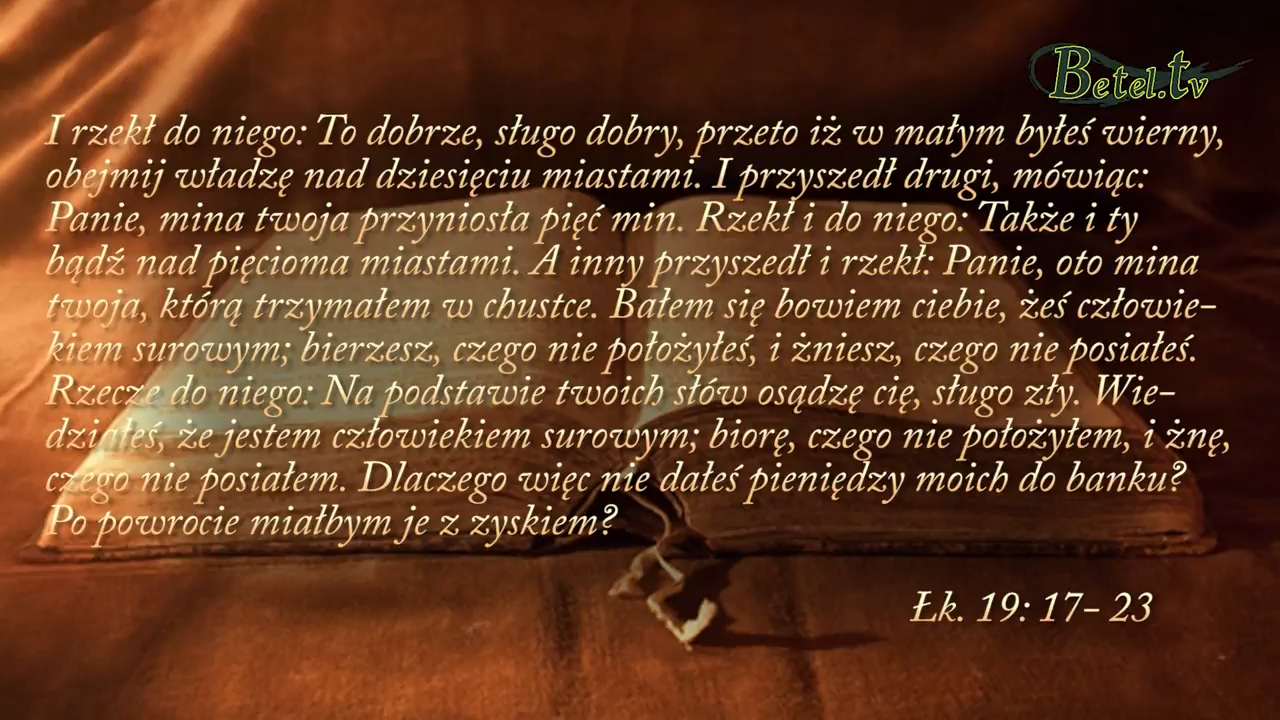 Betel.tv
I rzekł do niego: To dobrze, sługo dobry, przeto iż w małym byłeś wierny,
obejmij władzę nad dziesięciu miastami. I przyszedł drugi, mówiąc:
Panie, mina twoja przyniosła pięć min. Rzekł i do niego: Także i ty
bądź nad pięcioma miastami. A inny przyszedł i rzekł: Panie, oto mina
twoja, którą trzymałem w chustce. Bałem się bowiem ciebie, żeś człowie-
kiem surowym; bierzesz, czego nie położyłeś, i żniesz, czego nie posiałeś.
Rzecze do niego: Na podstawie twoich słów osądzę cię, sługo zły. Wie-
działeś, że jestem człowiekiem surowym; biorę, czego nie położyłem, i żnę,
czego nie posiałem. Dlaczego więc nie dałeś pieniędzy moich do banku?
Po powrocie miałbym je z zyskiem?
Łk. 19: 17- 23